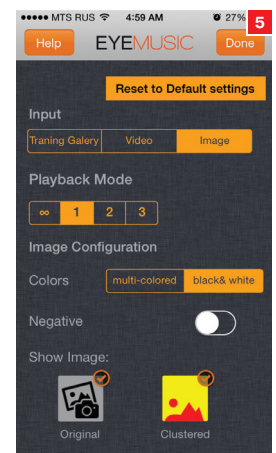 MTS RUS 4:59 AM 27% 5
Help EYEMUSIC Done
Reset to Default settings
Input
Traning Galery Video Image
Playback Mode
∞ 1 2 3
Image Configuration
Colors multi-colored black& white
Negative
Show Image:
Original Clustered